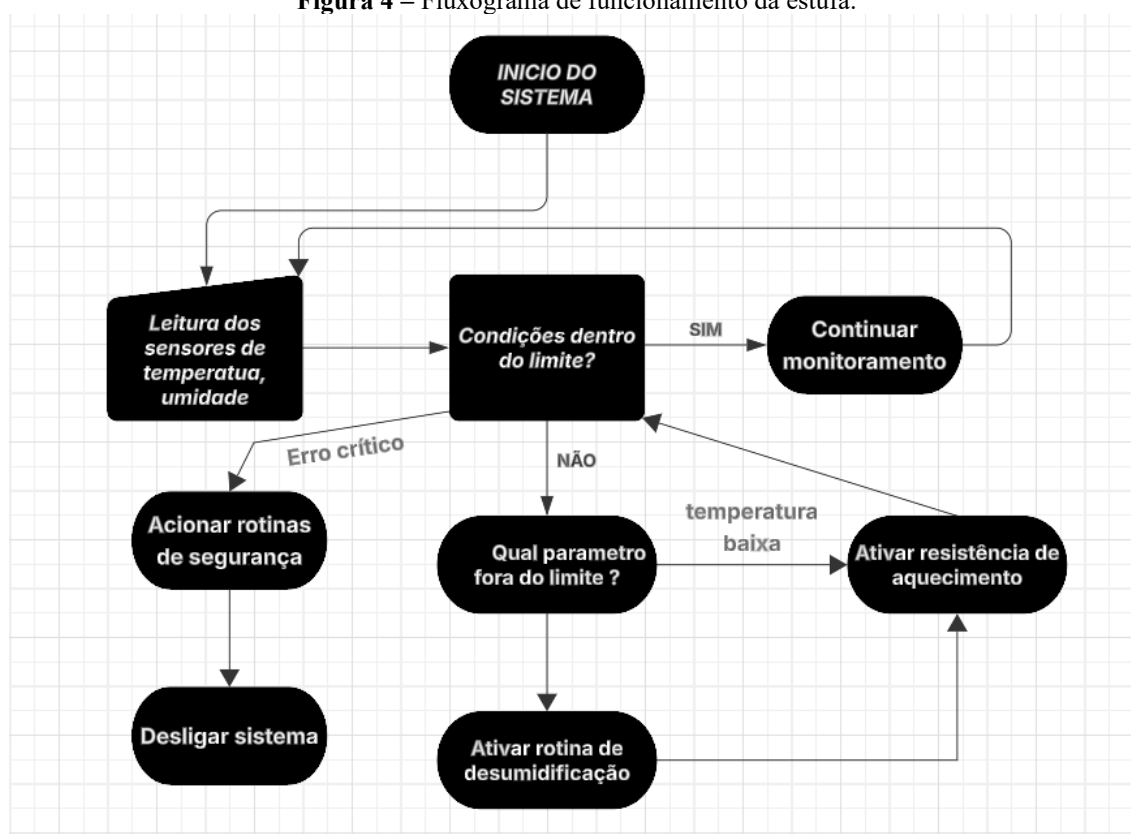 Figura 4 – Fluxograma de funcionamento da estufa.
INICIO DO
SISTEMA
Leitura dos
sensores de
temperatua,
umidade
Condições dentro
do limite?
SIM
Continuar
monitoramento
Erro crítico
NÃO
Acionar rotinas
de segurança
Qual parametro
fora do limite ?
temperatura
baixa
Ativar resistência de
aquecimento
Desligar sistema
Ativar rotina de
desumidificação